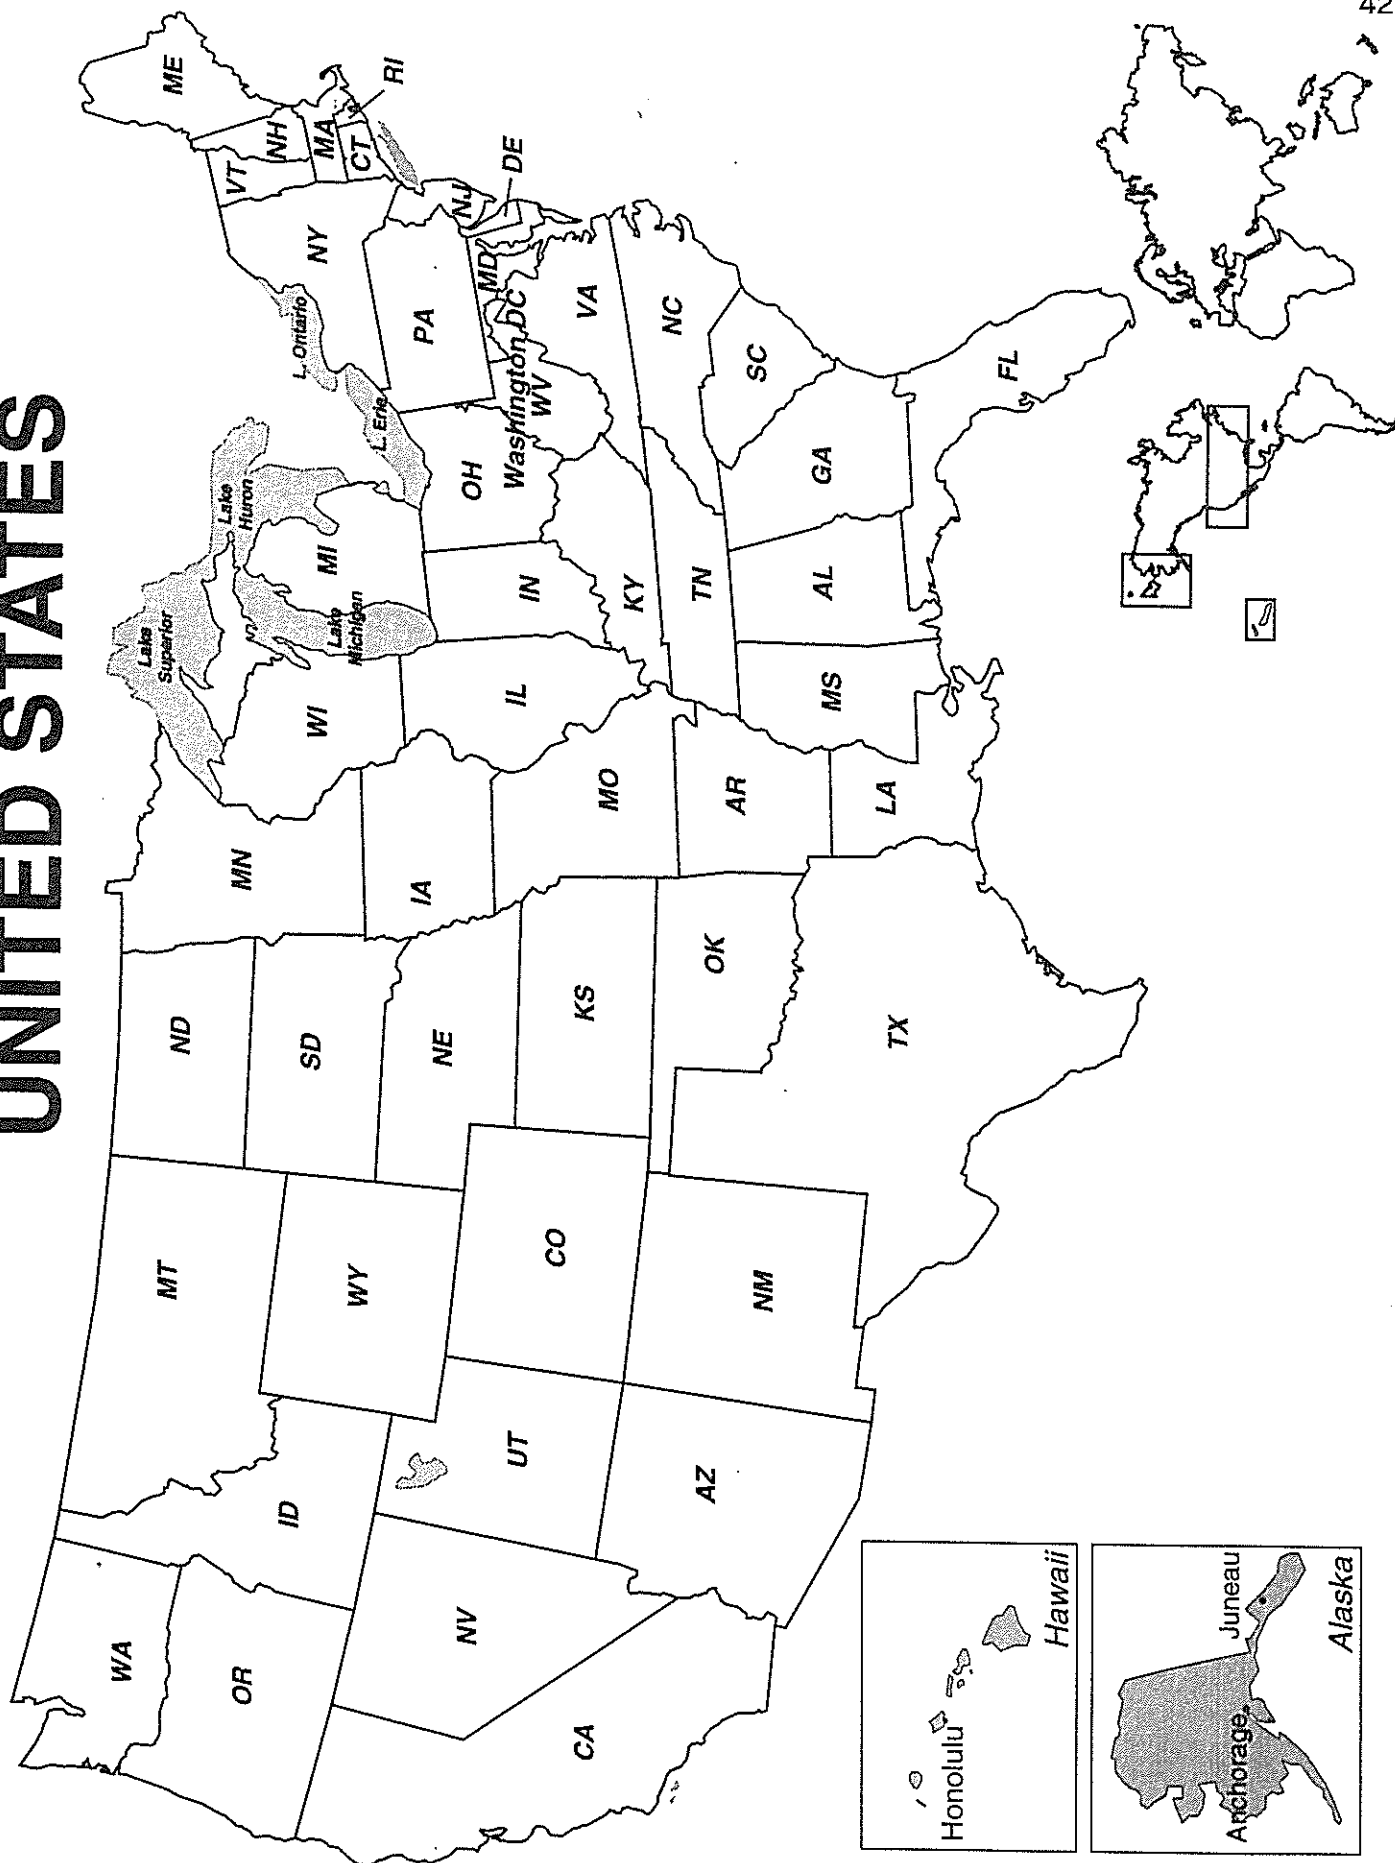 UNITED STATES
42
WA
OR
CA
NV
ID
MT
WY
UT
AZ
CO
NM
ND
SD
NE
KS
OK
TX
MN
IA
MO
AR
LA
WI
IL
MS
MI
IN
KY
TN
AL
OH
WV
GA
FL
SC
NC
VA
Washington DC
MD
DE
PA
NJ
NY
CT
RI
MA
VT
NH
ME
Lake
Superior
Lake
Michigan
Lake
Huron
L. Erie
L. Ontario
Honolulu
Hawaii
Anchorage
Juneau
Alaska